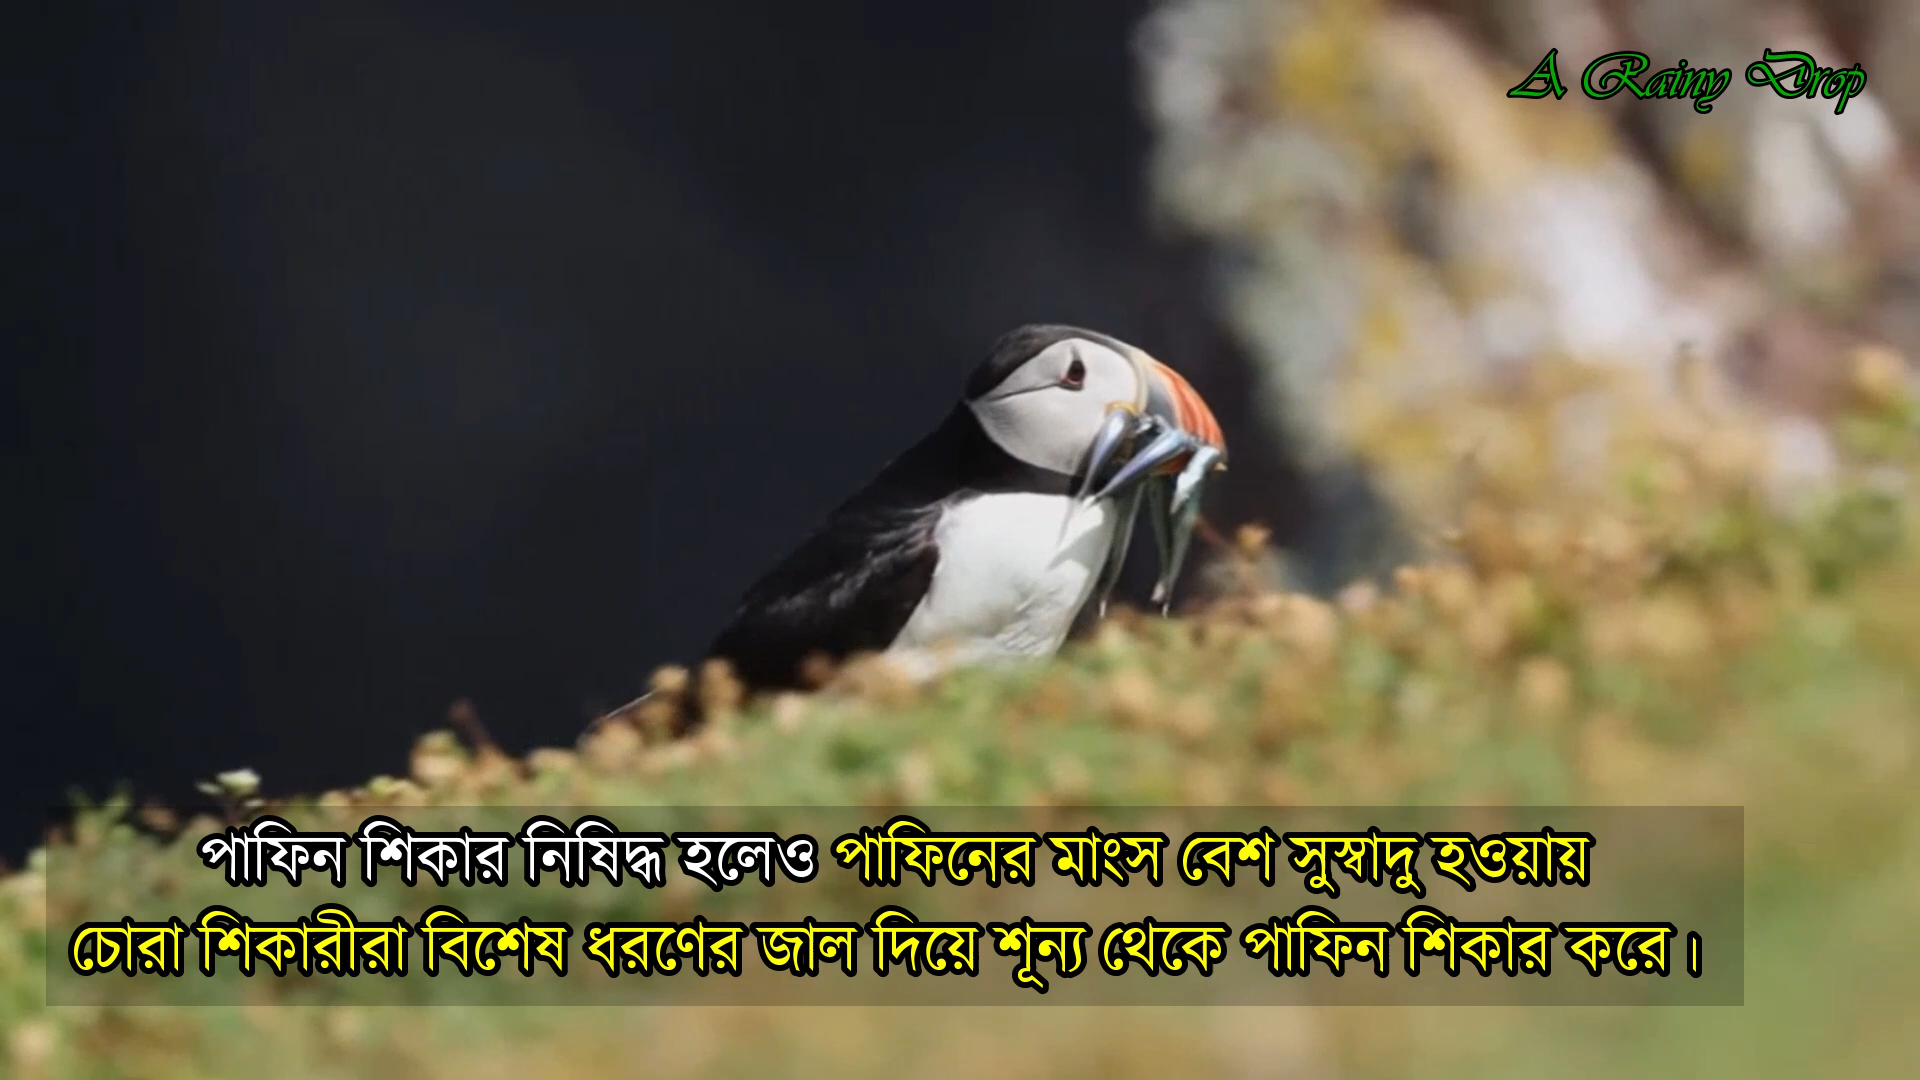 A Rainy Drop
পাফিন শিকার নিষিদ্ধ হলেও পাফিনের মাংস বেশ সুস্বাদু হওয়ায়
চোরা শিকারীরা বিশেষ ধরণের জাল দিয়ে শূন্য থেকে পাফিন শিকার করে।